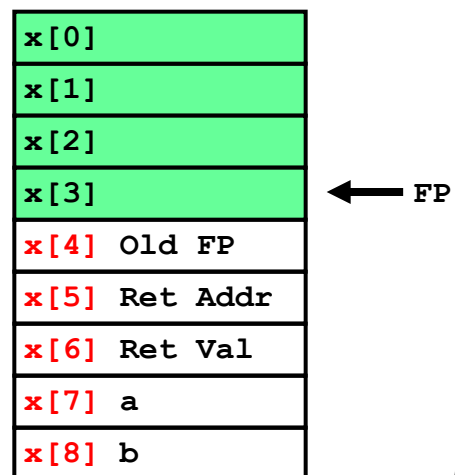 x[0]
x[1]
x[2]
x[3] FP
x[4] Old FP
x[5] Ret Addr
x[6] Ret Val
x[7] a
x[8] b